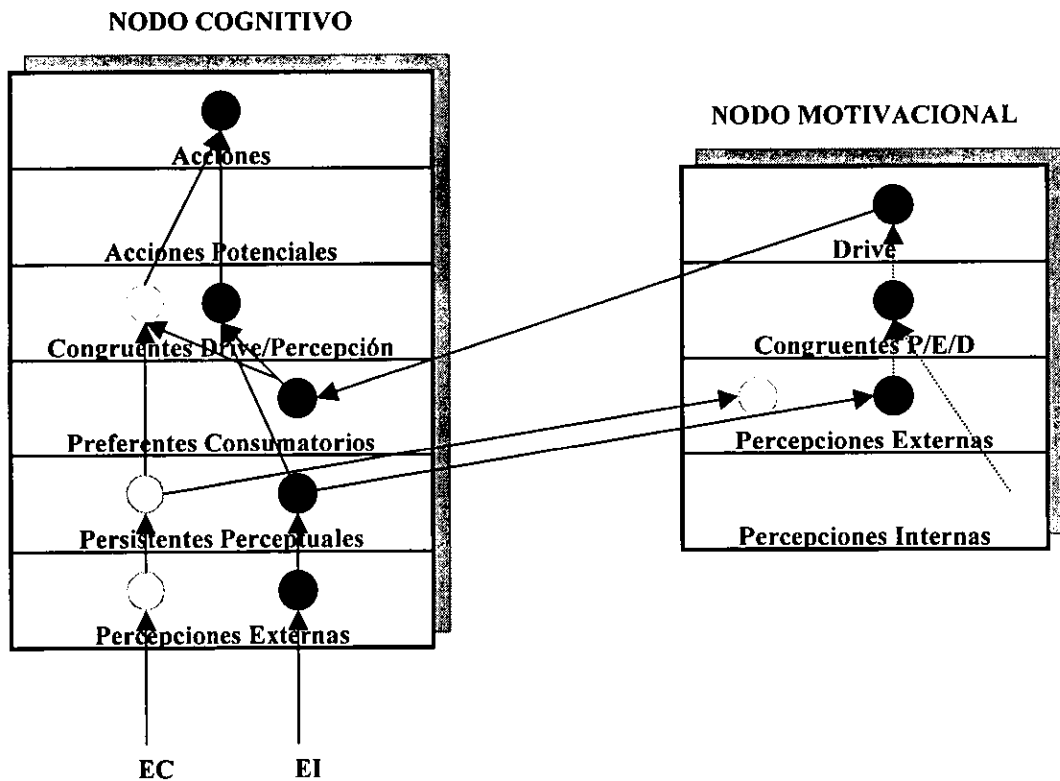 NODO COGNITIVO
Acciones
Acciones Potenciales
Congruentes Drive/Percepción
Preferentes Consumatorios
Persistentes Perceptuales
Percepciones Externas
EC
EI
NODO MOTIVACIONAL
Drive
Congruentes P/E/D
Percepciones Externas
Percepciones Internas